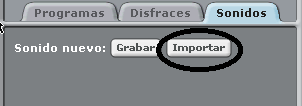 Programas Disfraces Sonidos
Sonido nuevo: Grabar Importar